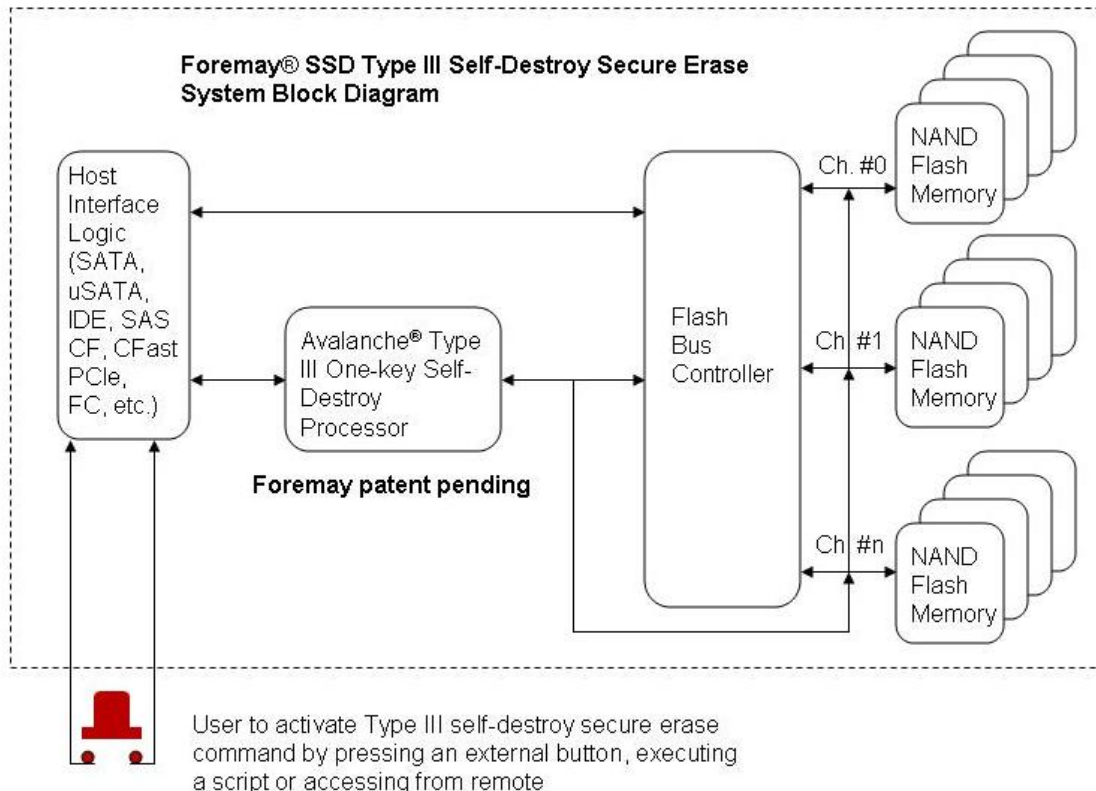 Foremay® SSD Type III Self-Destroy Secure Erase
System Block Diagram
Host
Interface
Logic
(SATA,
uSATA,
IDE, SAS
CF, CFast
PCIe,
FC, etc.)
Avalanche® Type
III One-key Self-
Destroy
Processor
Foremay patent pending
Flash
Bus
Controller
Ch. #0
NAND
Flash
Memory
Ch. #1
NAND
Flash
Memory
Ch. #n
NAND
Flash
Memory
User to activate Type III self-destroy secure erase
command by pressing an external button, executing
a script or accessing from remote